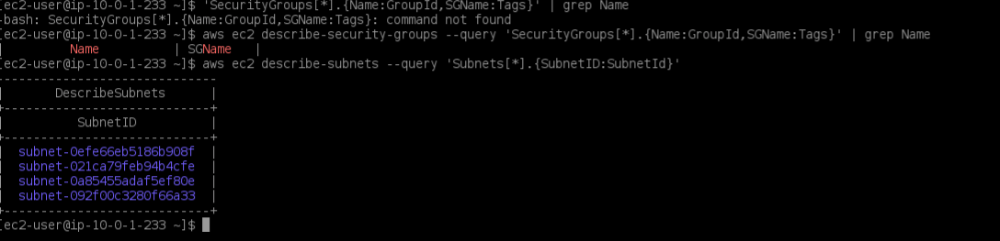 [ec2-user@ip-10-0-1-233 ~]$ 'SecurityGroups[*].{Name:GroupId,SGName:Tags}' | grep Name
-bash: SecurityGroups[*].{Name:GroupId,SGName:Tags}: command not found
[ec2-user@ip-10-0-1-233 ~]$ aws ec2 describe-security-groups --query 'SecurityGroups[*].{Name:GroupId,SGName:Tags}' | grep Name
|         Name          | SGName   |
[ec2-user@ip-10-0-1-233 ~]$ aws ec2 describe-subnets --query 'Subnets[*].{SubnetID:SubnetId}'
-----------------------------
|      DescribeSubnets      |
+---------------------------+
|         SubnetID          |
+---------------------------+
|  subnet-0efe66eb5186b908f |
|  subnet-021ca79feb94b4cfe |
|  subnet-0a85455adaf5ef80e |
|  subnet-092f00c3280f66a33 |
+---------------------------+
[ec2-user@ip-10-0-1-233 ~]$